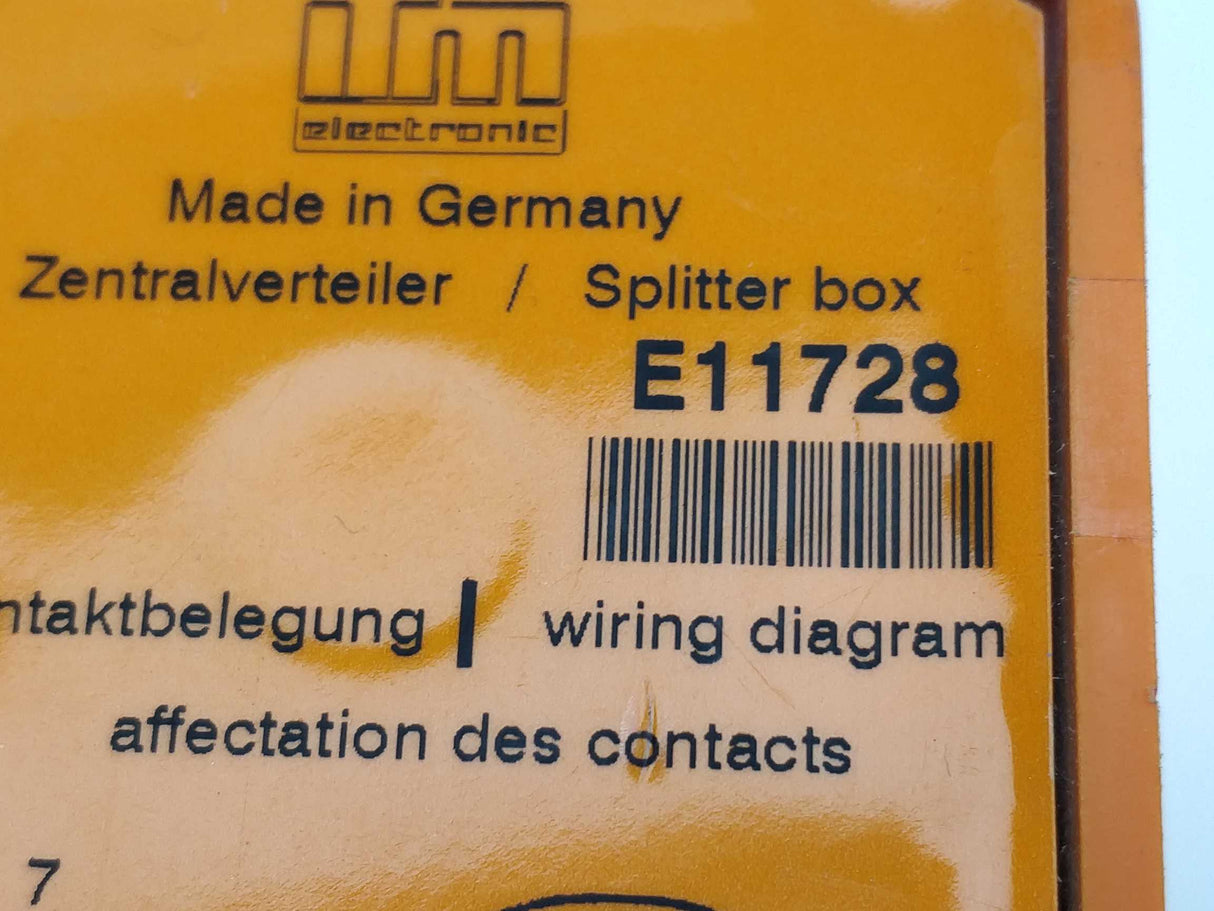 ifm
electronic
Made in Germany
Zentralverteiler / Splitter box
E11728
ntaktbelegung | wiring diagram
affectation des contacts
7